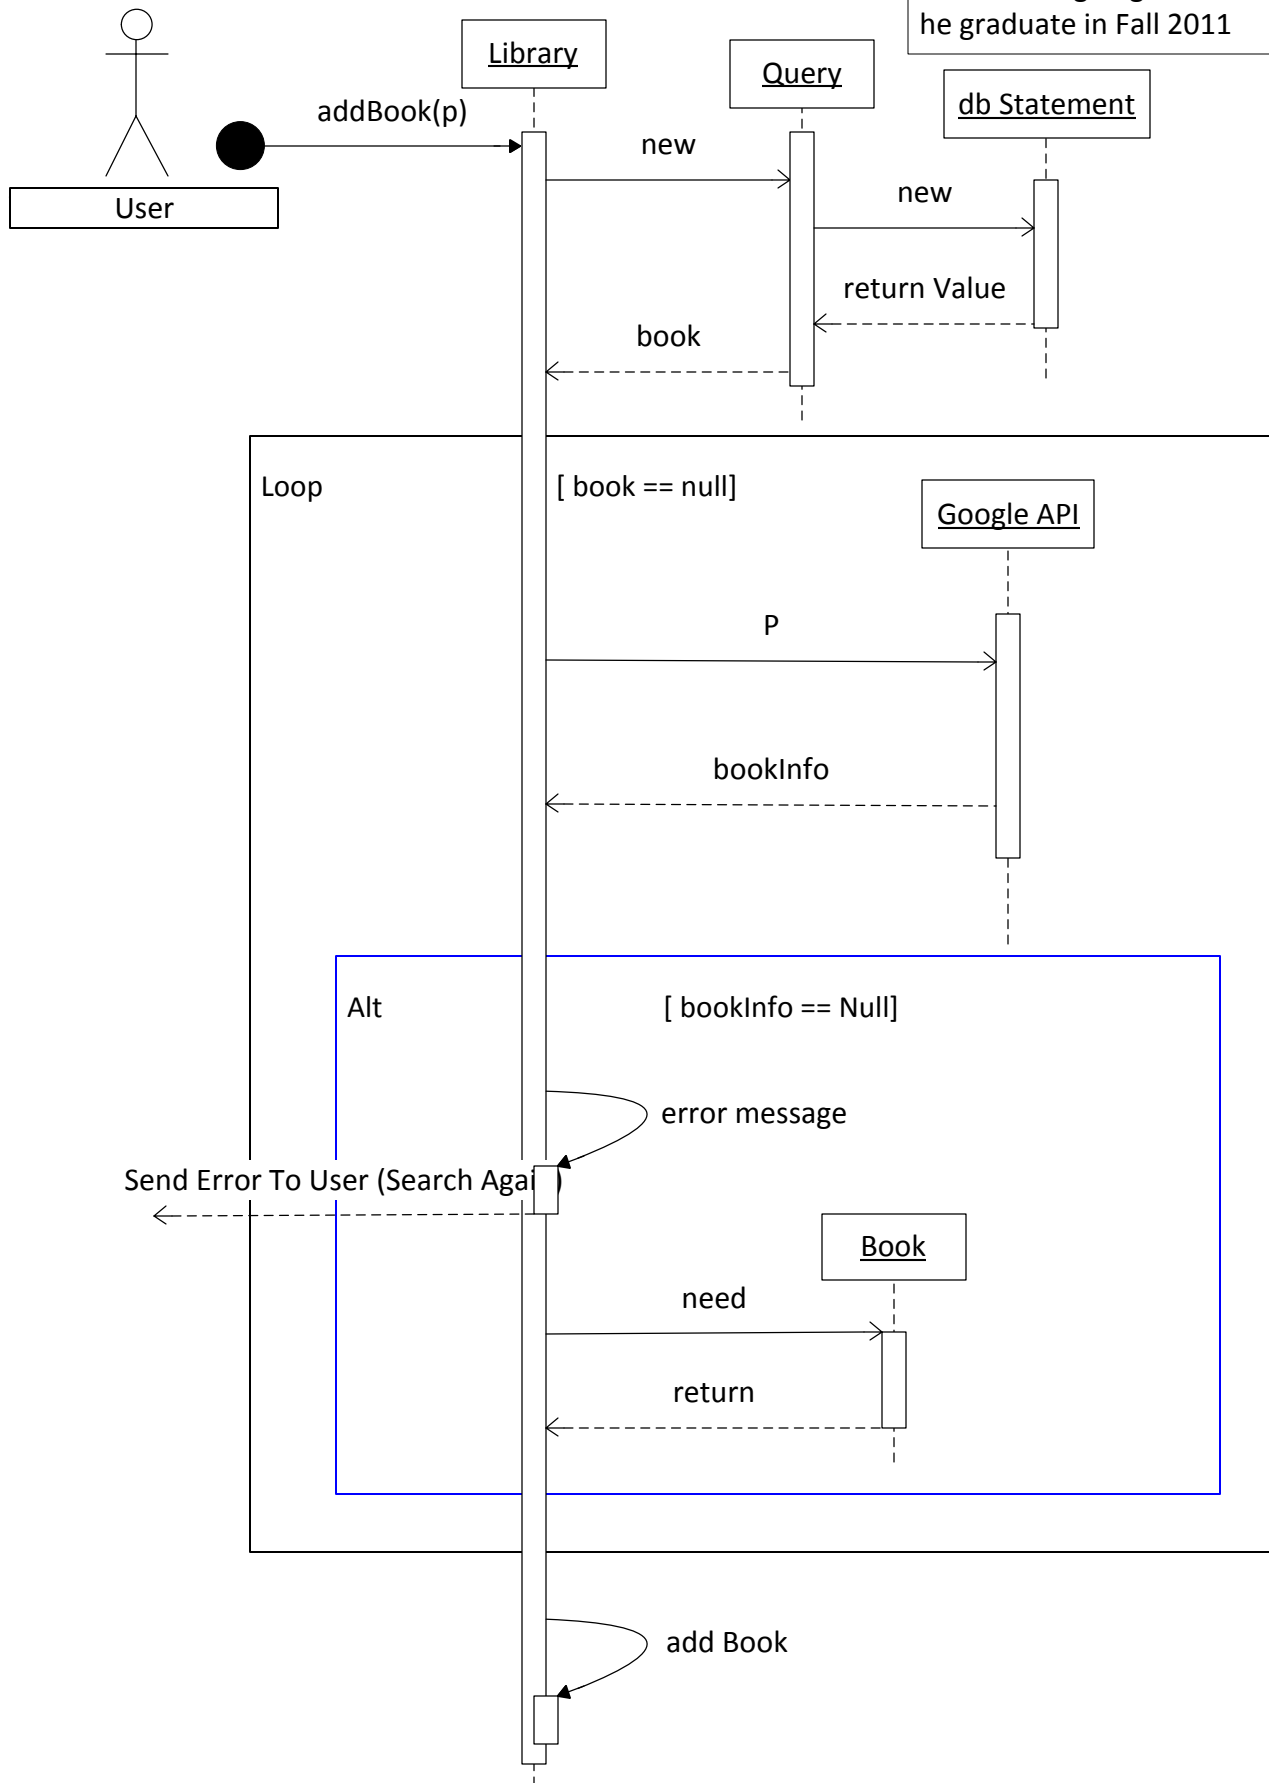 he graduate in Fall 2011
Library
Query
db Statement
addBook(p)
new
new
User
return Value
book
Loop
[ book == null]
Google API
P
bookInfo
Alt
[ bookInfo == Null]
error message
Send Error To User (Search Again)
Book
need
return
add Book